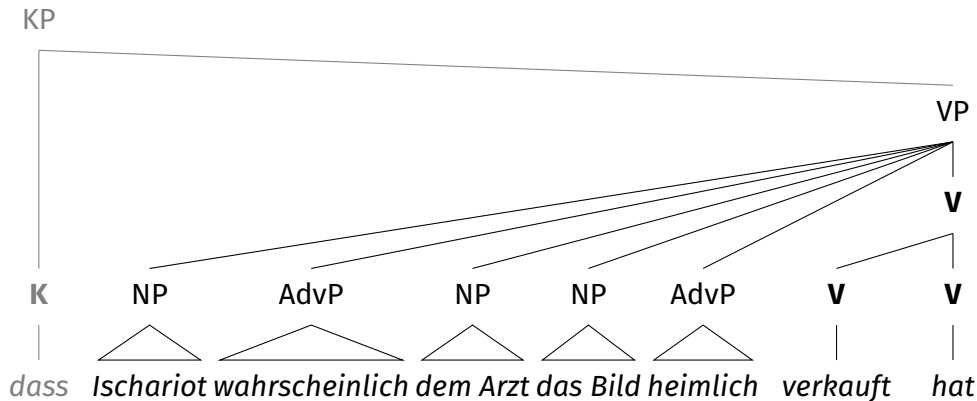 KP
VP
V
K NP AdvP NP NP AdvP V V
dass Ischariot wahrscheinlich dem Arzt das Bild heimlich verkauft hat